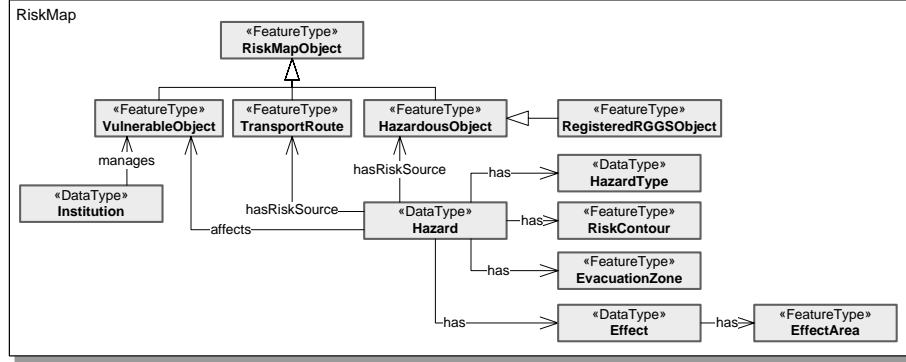 RiskMap
«FeatureType»
RiskMapObject
«FeatureType»
VulnerableObject
«FeatureType»
TransportRoute
«FeatureType»
HazardousObject
«FeatureType»
RegisteredRGGSObject
manages
hasRiskSource
has
«DataType»
HazardType
«DataType»
Institution
hasRiskSource
affects
«DataType»
Hazard
has
«FeatureType»
RiskContour
has
«FeatureType»
EvacuationZone
has
«DataType»
Effect
has
«FeatureType»
EffectArea